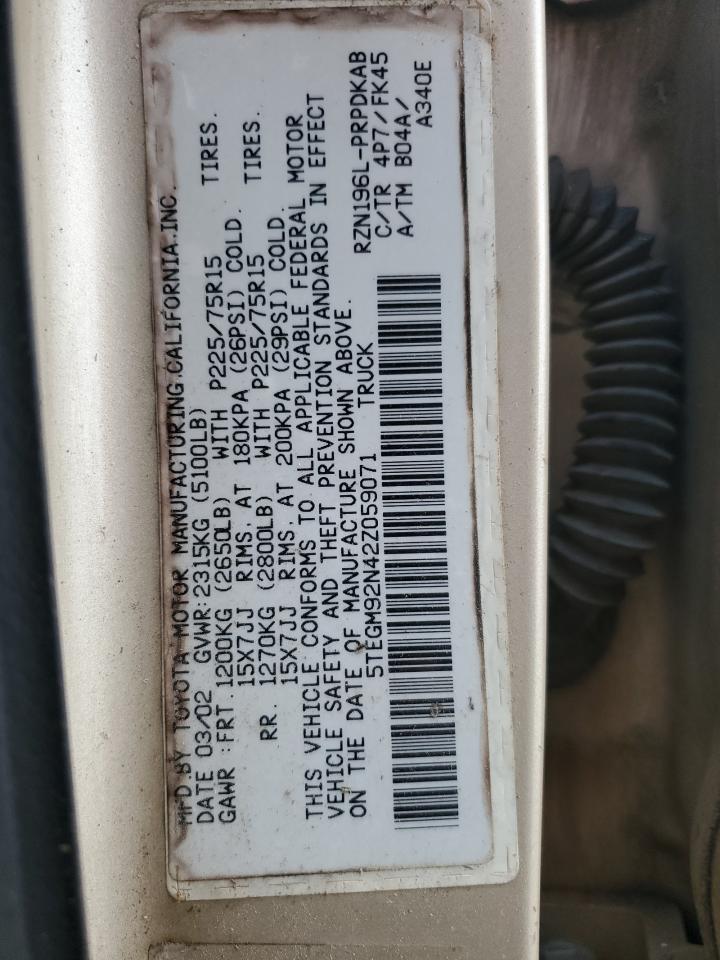 MFD.BY TOYOTA MOTOR MANUFACTURING.CALIFORNIA.INC.
DATE 03/02 GVWR:2315KG (5100LB)
GAWR :FRT.1200KG (2650LB) WITH P225/75R15 TIRES.
15X7JJ RIMS, AT 180KPA (26PSI) COLD.
RR. 1270KG (2800LB) WITH P225/75R15 TIRES.
15X7JJ RIMS, AT 200KPA (29PSI) COLD.
THIS VEHICLE CONFORMS TO ALL APPLICABLE FEDERAL MOTOR
VEHICLE SAFETY AND THEFT PREVENTION STANDARDS IN EFFECT
ON THE DATE OF MANUFACTURE SHOWN ABOVE.
5TEGM92N42Z059071 TRUCK
RZN196L-PRPDKAB
C/TR 4P7/FK45
A/TM B04A/
A340E